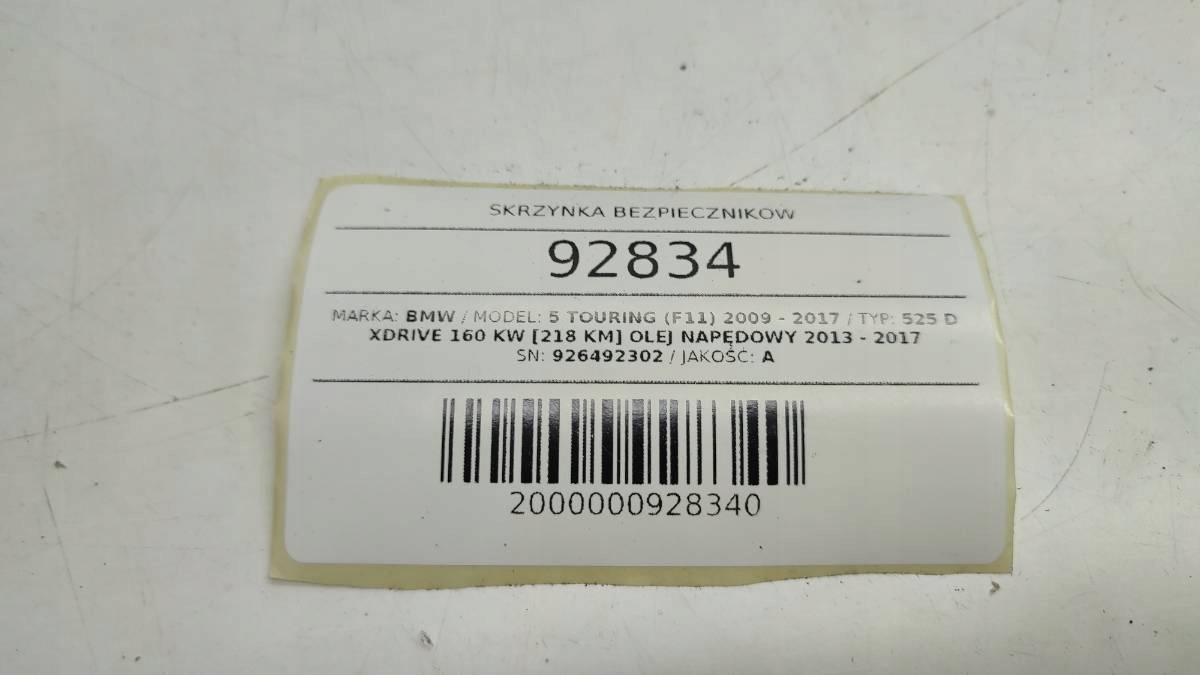 SKRZYNKA BEZPIECZNIKOW
92834
MARKA: BMW / MODEL: 5 TOURING (F11) 2009 - 2017 / TYP: 525 D
XDRIVE 160 KW [218 KM] OLEJ NAPĘDOWY 2013 - 2017
SN: 926492302 / JAKOŚĆ: A
2000000928340